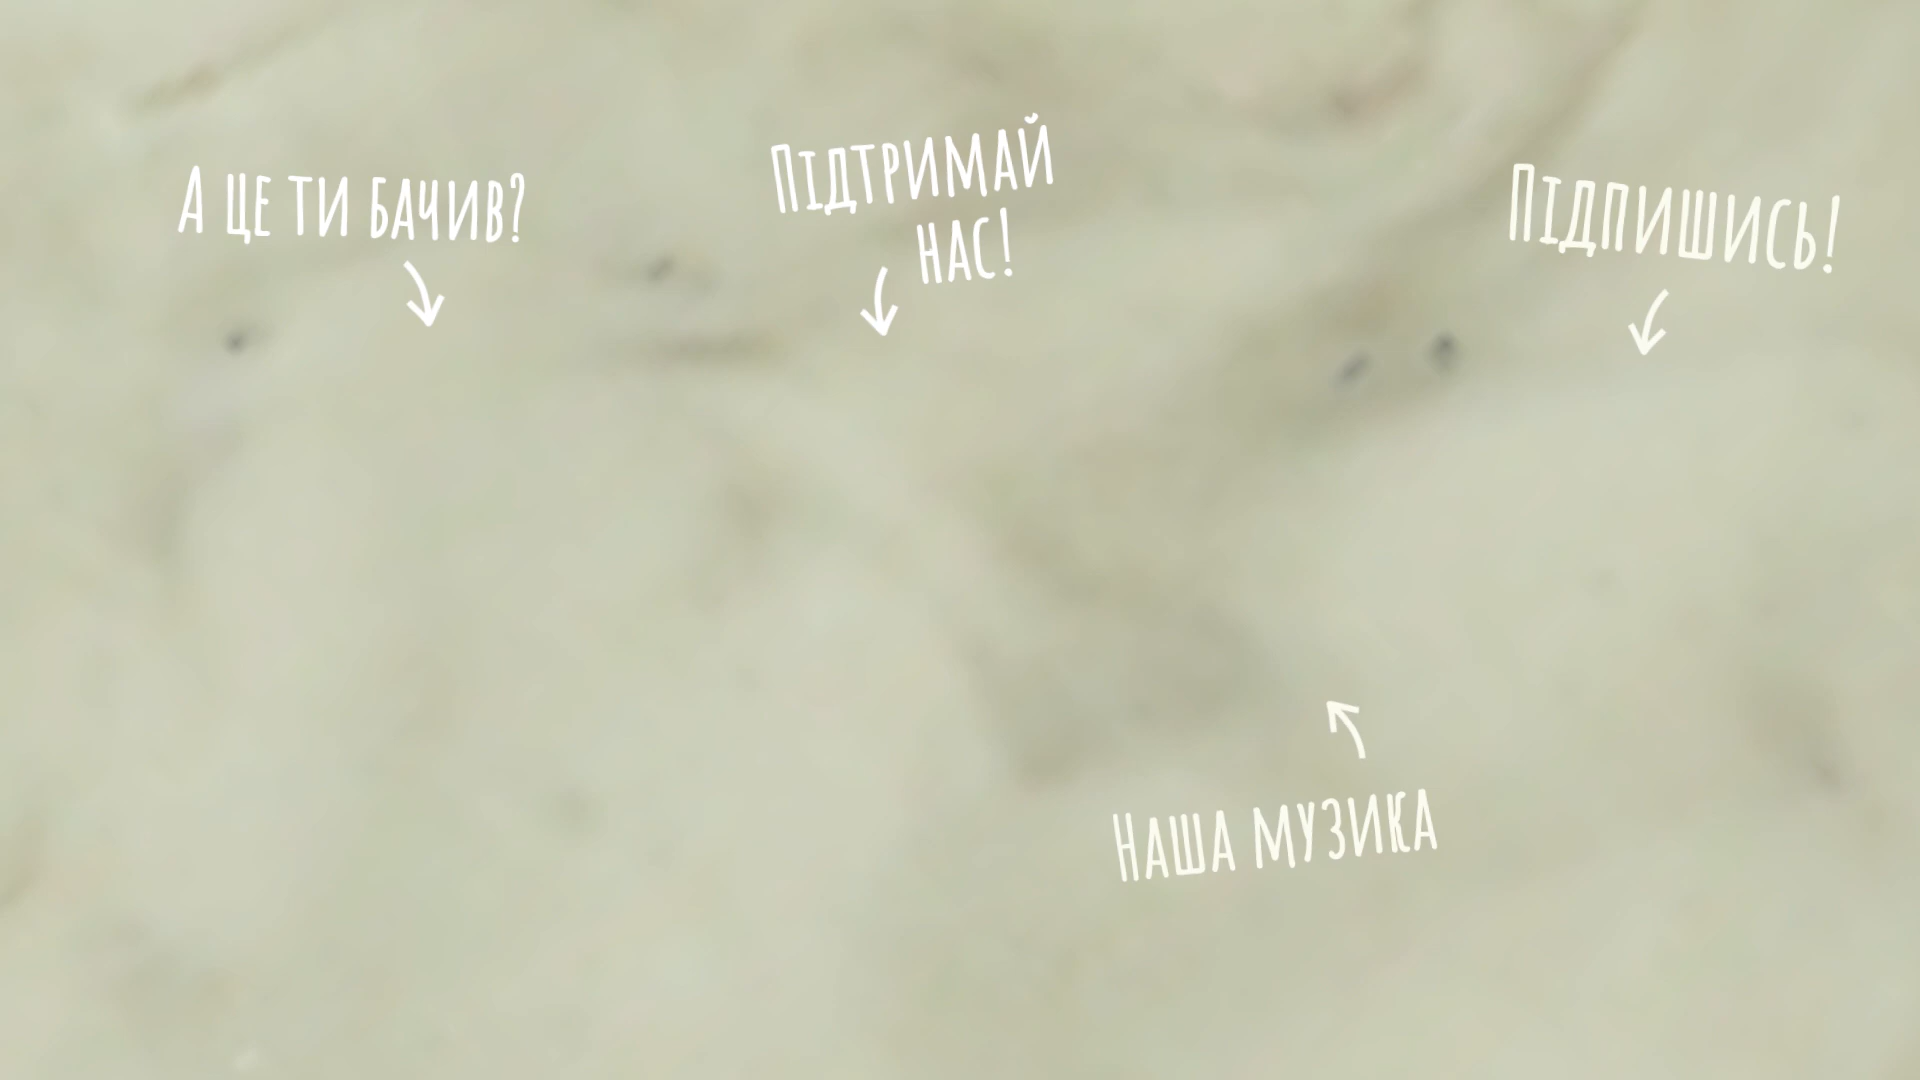 А це ти бачив?
Підтримай
нас!
Підпишись!
Наша музика